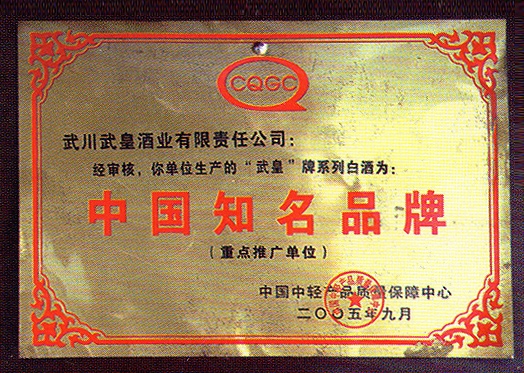 CQGC
武川武皇酒业有限责任公司：
经审核，你单位生产的“武皇”牌系列白酒为：
中国知名品牌
（重点推广单位）
中国中轻产品质量保障中心
二〇〇五年九月